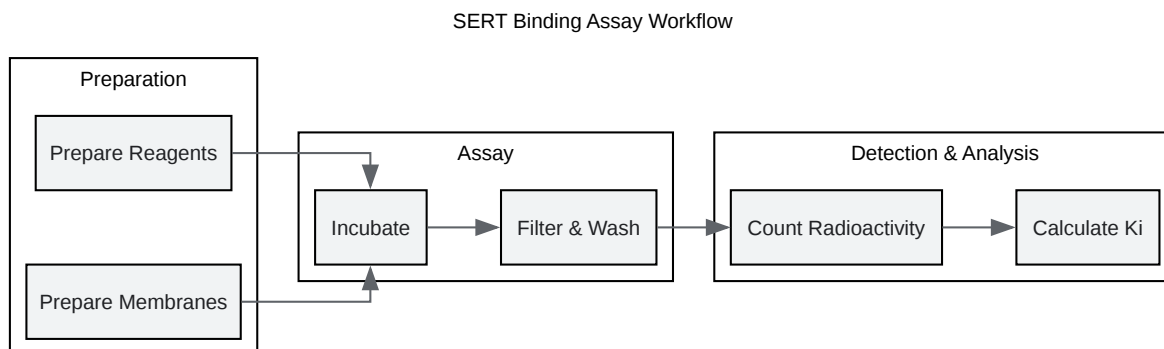 SERT Binding Assay Workflow
Preparation
Prepare Reagents
Prepare Membranes
Assay
Incubate
Filter & Wash
Detection & Analysis
Count Radioactivity
Calculate Ki